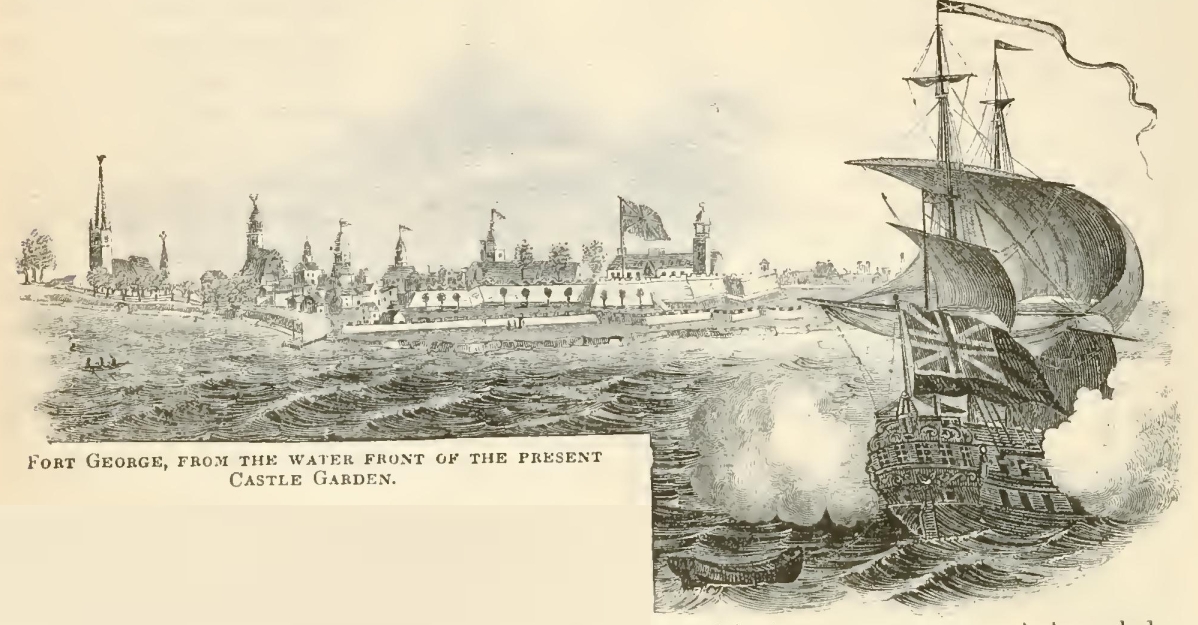 FORT GEORGE, FROM THE WATER FRONT OF THE PRESENT
CASTLE GARDEN.